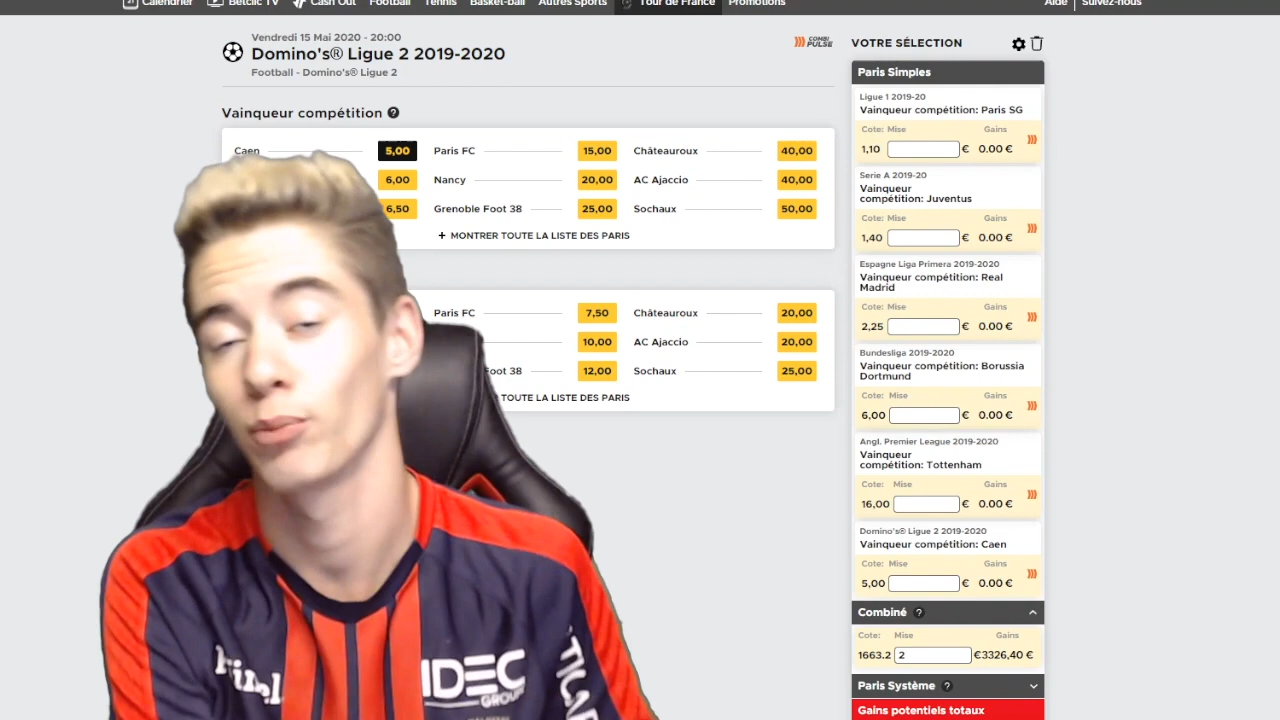 Calendrier Betclic TV Cash Out Football Tennis Basket-ball Autres Sports Tour de France Promotions Aide Suivez-nous
Vendredi 15 Mai 2020 - 20:00
Domino's® Ligue 2 2019-2020
Football - Domino's® Ligue 2
COMBI
PULSE
Vainqueur compétition ?
Caen 5,00 Paris FC 15,00 Châteauroux 40,00
6,00 Nancy 20,00 AC Ajaccio 40,00
6,50 Grenoble Foot 38 25,00 Sochaux 50,00
+ MONTRER TOUTE LA LISTE DES PARIS
Paris FC 7,50 Châteauroux 20,00
10,00 AC Ajaccio 20,00
Foot 38 12,00 Sochaux 25,00
TOUTE LA LISTE DES PARIS
VOTRE SÉLECTION
Paris Simples
Ligue 1 2019-20
Vainqueur compétition: Paris SG
Cote: Mise Gains
1,10 € 0.00 €
Serie A 2019-20
Vainqueur
compétition: Juventus
Cote: Mise Gains
1,40 € 0.00 €
Espagne Liga Primera 2019-2020
Vainqueur compétition: Real
Madrid
Cote: Mise Gains
2,25 € 0.00 €
Bundesliga 2019-2020
Vainqueur compétition: Borussia
Dortmund
Cote: Mise Gains
6,00 € 0.00 €
Angl. Premier League 2019-2020
Vainqueur
compétition: Tottenham
Cote: Mise Gains
16,00 € 0.00 €
Domino's® Ligue 2 2019-2020
Vainqueur compétition: Caen
Cote: Mise Gains
5,00 € 0.00 €
Combiné ?
Cote: Mise Gains
1663.2 2 €3326,40 €
Paris Système ?
Gains potentiels totaux
IDEC
GROUP